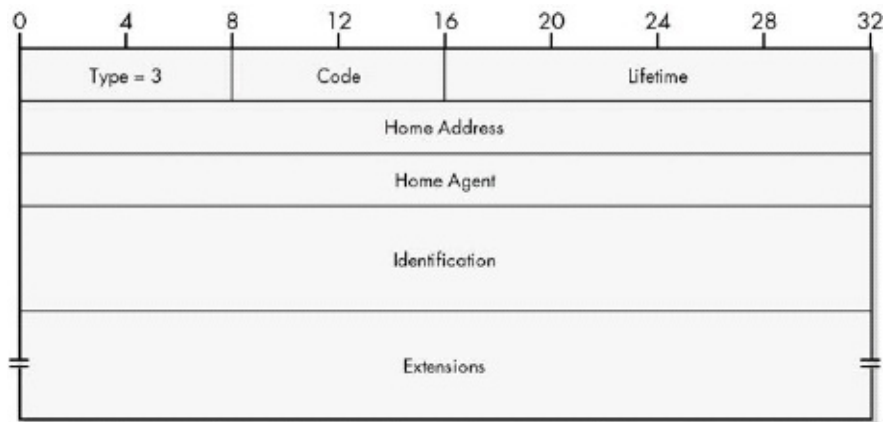 0 4 8 12 16 20 24 28 32
Type = 3 Code Lifetime
Home Address
Home Agent
Identification
Extensions